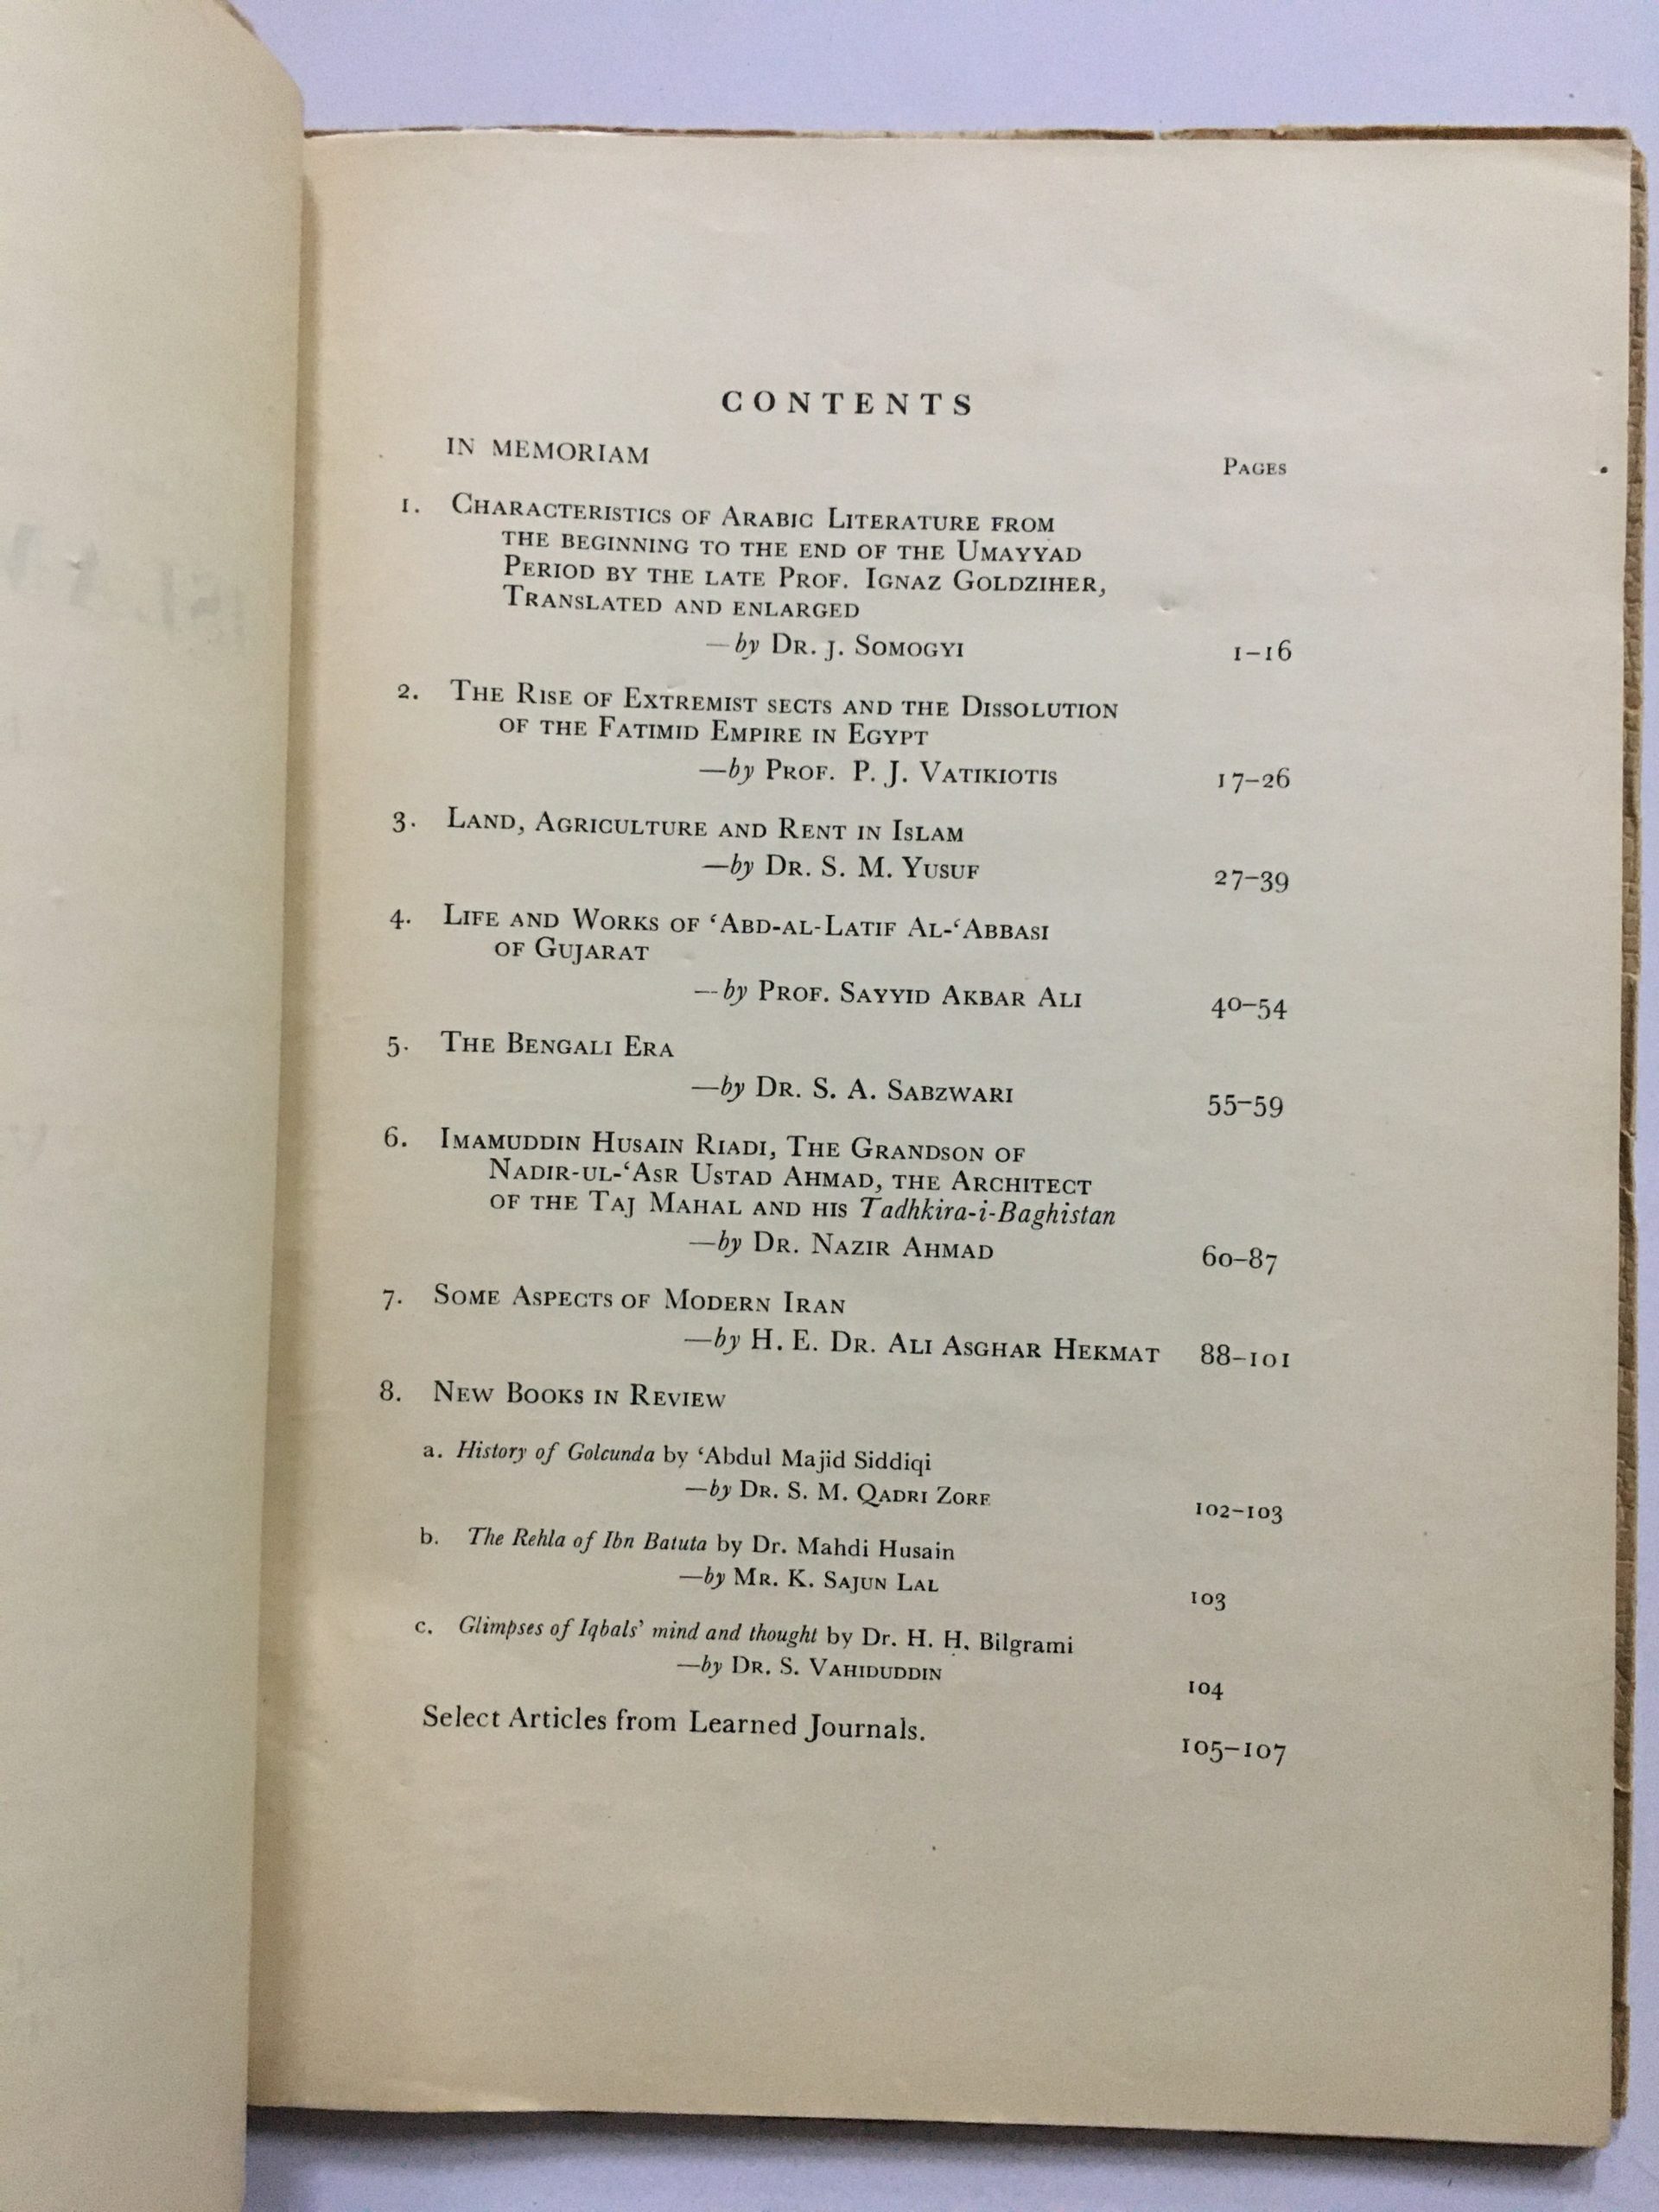 CONTENTS
IN MEMORIAM
PAGES
1. CHARACTERISTICS OF ARABIC LITERATURE FROM
THE BEGINNING TO THE END OF THE UMAYYAD
PERIOD BY THE LATE PROF. IGNAZ GOLDZIHER,
TRANSLATED AND ENLARGED
—by DR. J. SOMOGYI 1–16
2. THE RISE OF EXTREMIST SECTS AND THE DISSOLUTION
OF THE FATIMID EMPIRE IN EGYPT
—by PROF. P. J. VATIKIOTIS 17–26
3. LAND, AGRICULTURE AND RENT IN ISLAM
—by DR. S. M. YUSUF 27–39
4. LIFE AND WORKS OF ‘ABD-AL-LATIF AL-‘ABBASI
OF GUJARAT
—by PROF. SAYYID AKBAR ALI 40–54
5. THE BENGALI ERA
—by DR. S. A. SABZWARI 55–59
6. IMAMUDDIN HUSAIN RIADI, THE GRANDSON OF
NADIR-UL-‘ASR USTAD AHMAD, THE ARCHITECT
OF THE TAJ MAHAL AND HIS Tadhkira-i-Baghistan
—by DR. NAZIR AHMAD 60–87
7. SOME ASPECTS OF MODERN IRAN
—by H. E. DR. ALI ASGHAR HEKMAT 88–101
8. NEW BOOKS IN REVIEW
a. History of Golcunda by ‘Abdul Majid Siddiqi
—by DR. S. M. QADRI ZORE 102–103
b. The Rehla of Ibn Batuta by Dr. Mahdi Husain
—by MR. K. SAJUN LAL 103
c. Glimpses of Iqbals’ mind and thought by Dr. H. H. Bilgrami
—by DR. S. VAHIDUDDIN 104
Select Articles from Learned Journals. 105–107